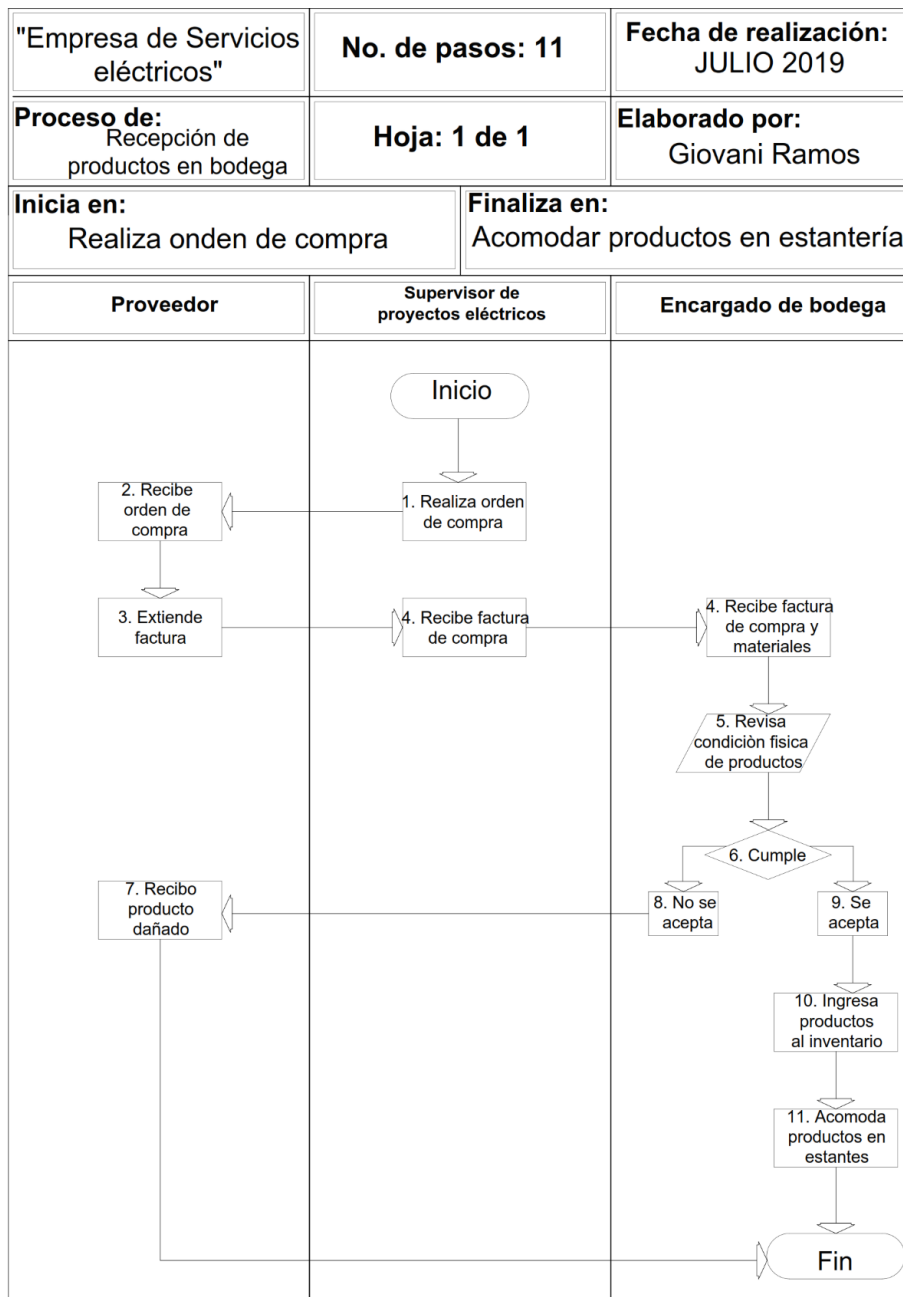 "Empresa de Servicios
eléctricos"
No. de pasos: 11
Fecha de realización:
JULIO 2019
Proceso de:
Recepción de
productos en bodega
Hoja: 1 de 1
Elaborado por:
Giovani Ramos
Inicia en:
Realiza onden de compra
Finaliza en:
Acomodar productos en estantería
Proveedor
Supervisor de
proyectos eléctricos
Encargado de bodega
Inicio
1. Realiza orden
de compra
2. Recibe
orden de
compra
3. Extiende
factura
4. Recibe factura
de compra
4. Recibe factura
de compra y
materiales
5. Revisa
condiciòn fisica
de productos
6. Cumple
7. Recibo
producto
dañado
8. No se
acepta
9. Se
acepta
10. Ingresa
productos
al inventario
11. Acomoda
productos en
estantes
Fin